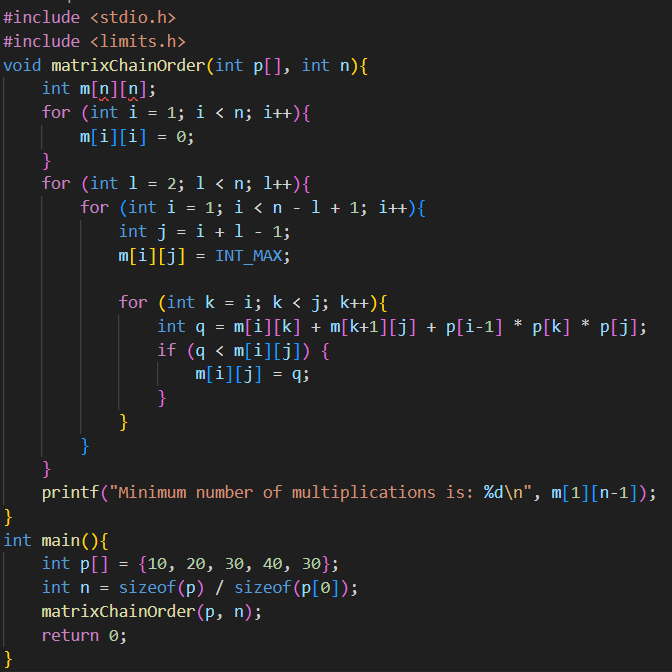 #include <stdio.h>
#include <limits.h>
void matrixChainOrder(int p[], int n){
    int m[n][n];
    for (int i = 1; i < n; i++){
        m[i][i] = 0;
    }
    for (int l = 2; l < n; l++){
        for (int i = 1; i < n - l + 1; i++){
            int j = i + l - 1;
            m[i][j] = INT_MAX;

            for (int k = i; k < j; k++){
                int q = m[i][k] + m[k+1][j] + p[i-1] * p[k] * p[j];
                if (q < m[i][j]) {
                    m[i][j] = q;
                }
            }
        }
    }
    printf("Minimum number of multiplications is: %d\n", m[1][n-1]);
}
int main(){
    int p[] = {10, 20, 30, 40, 30};
    int n = sizeof(p) / sizeof(p[0]);
    matrixChainOrder(p, n);
    return 0;
}